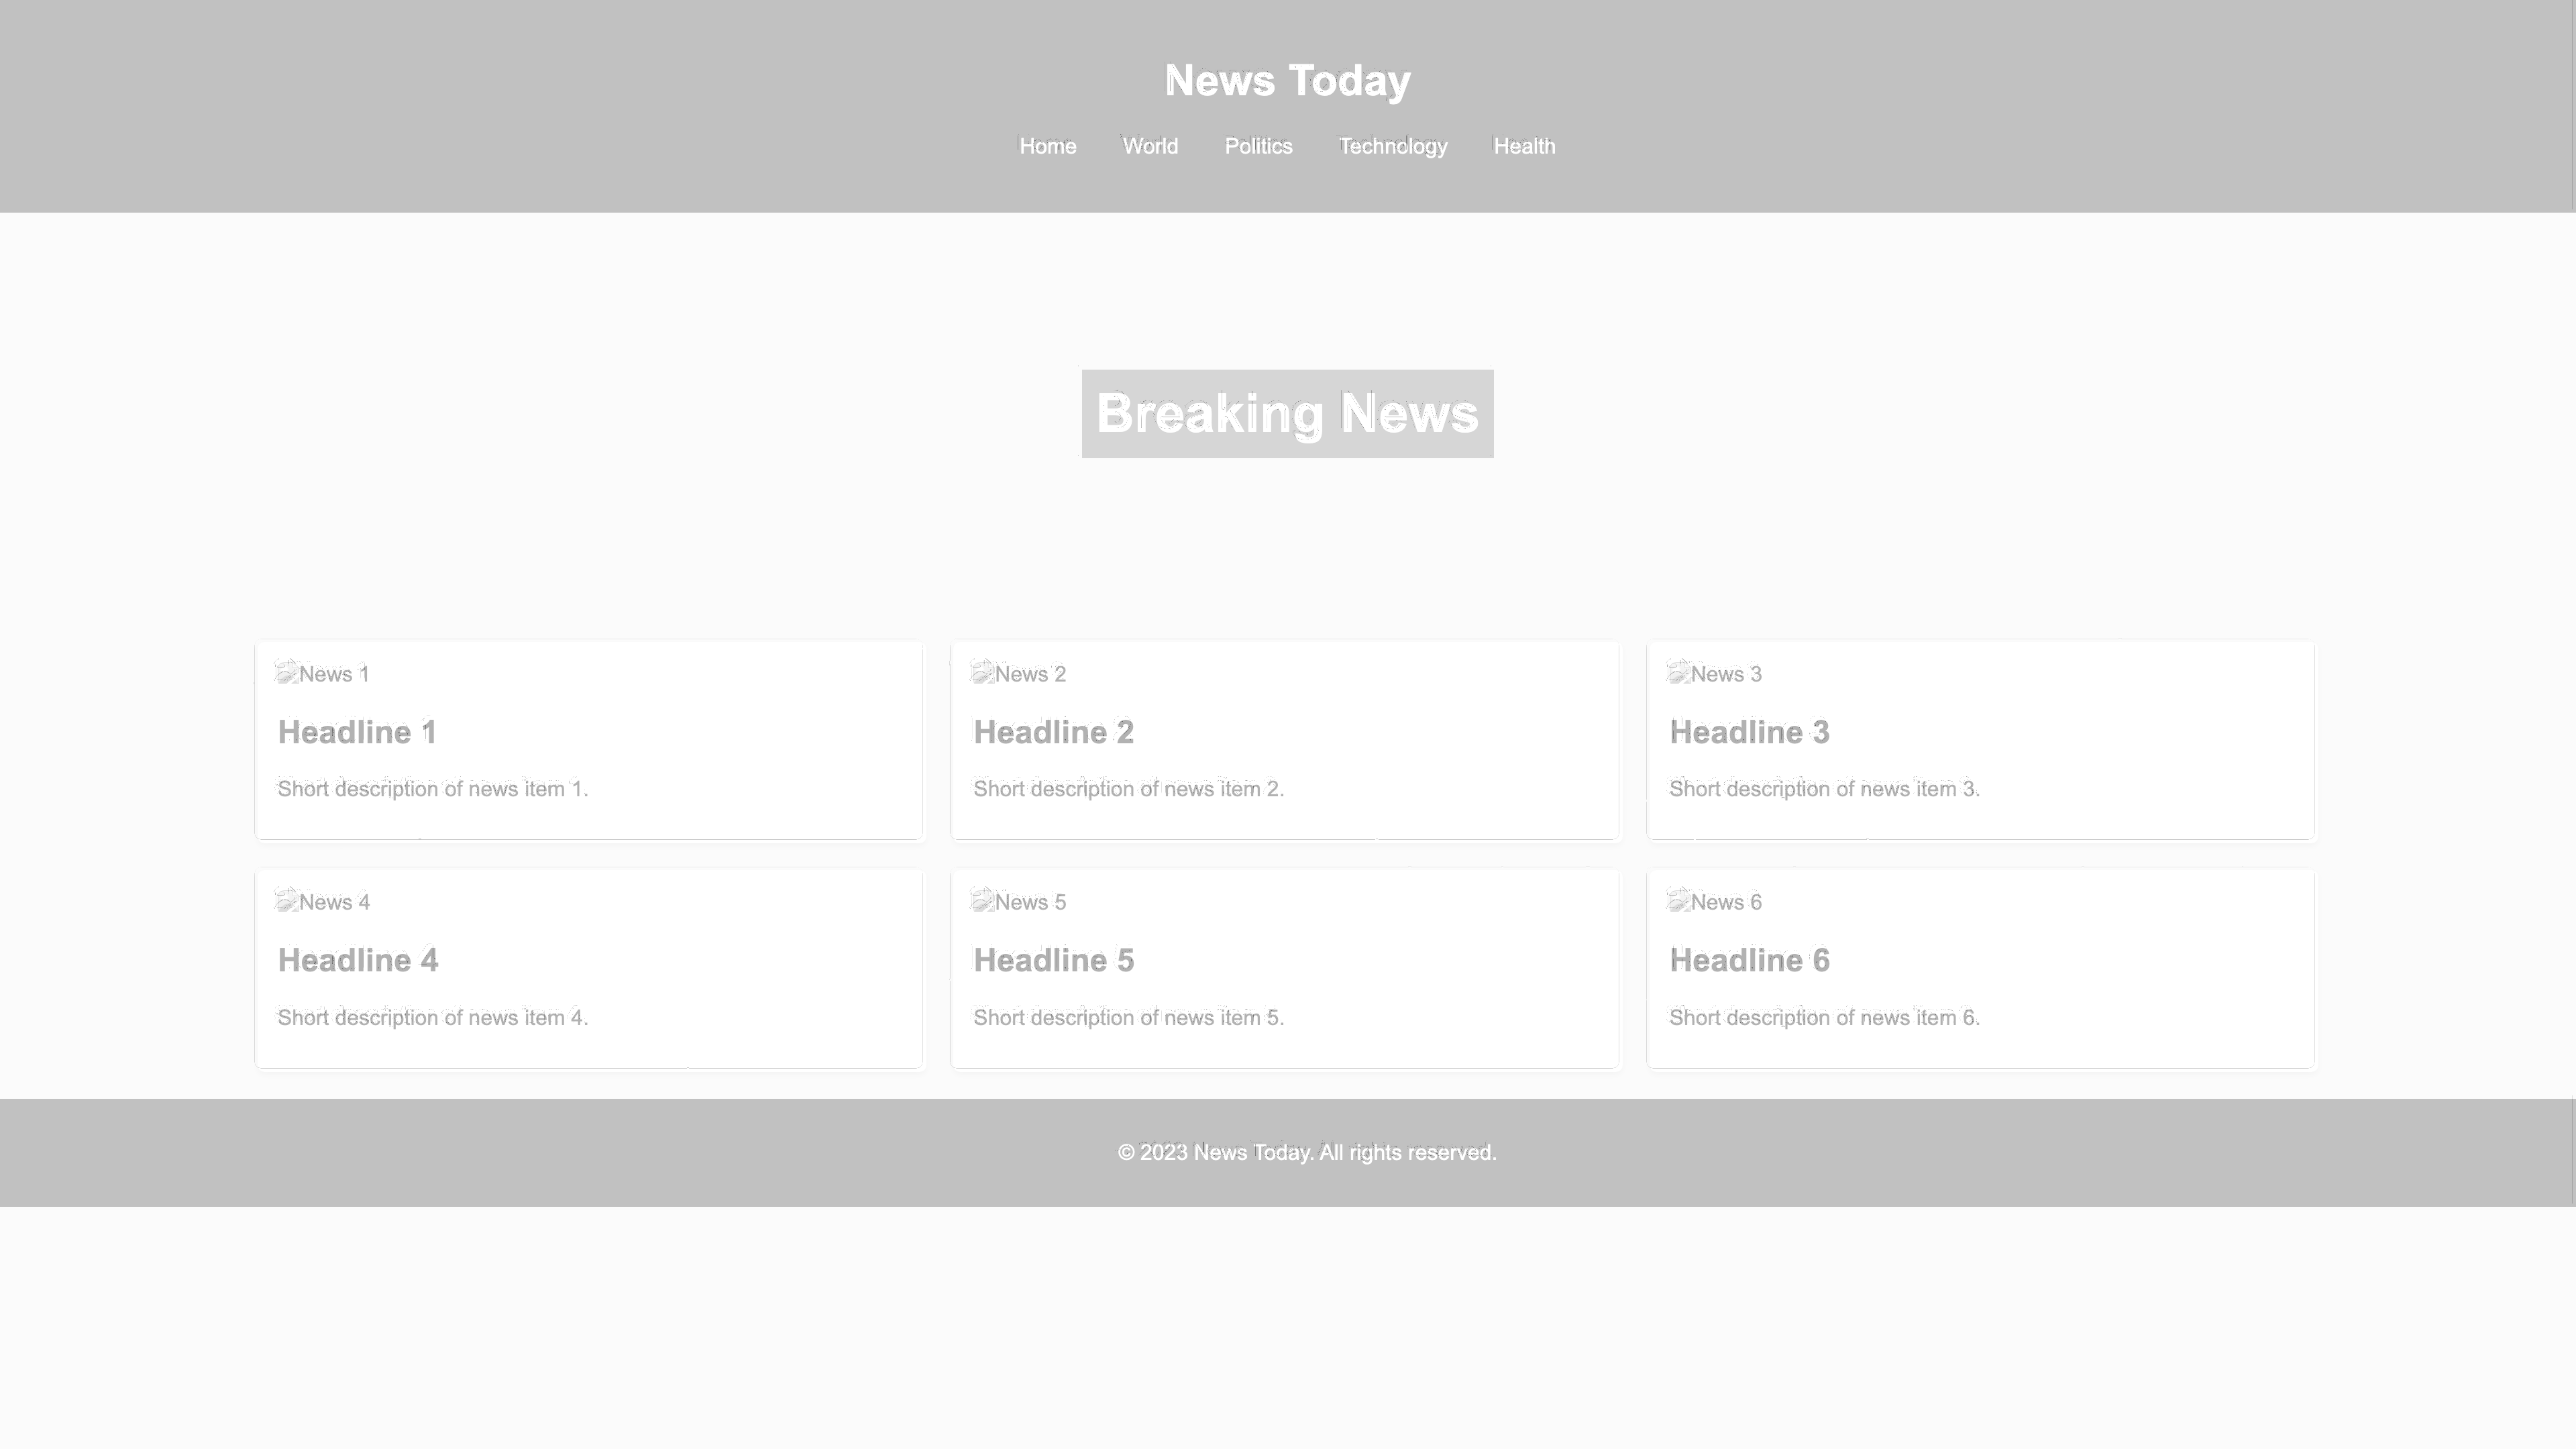 News Today
Home World Politics Technology Health
Breaking News
News 1
Headline 1
Short description of news item 1.
News 2
Headline 2
Short description of news item 2.
News 3
Headline 3
Short description of news item 3.
News 4
Headline 4
Short description of news item 4.
News 5
Headline 5
Short description of news item 5.
News 6
Headline 6
Short description of news item 6.
© 2023 News Today. All rights reserved.